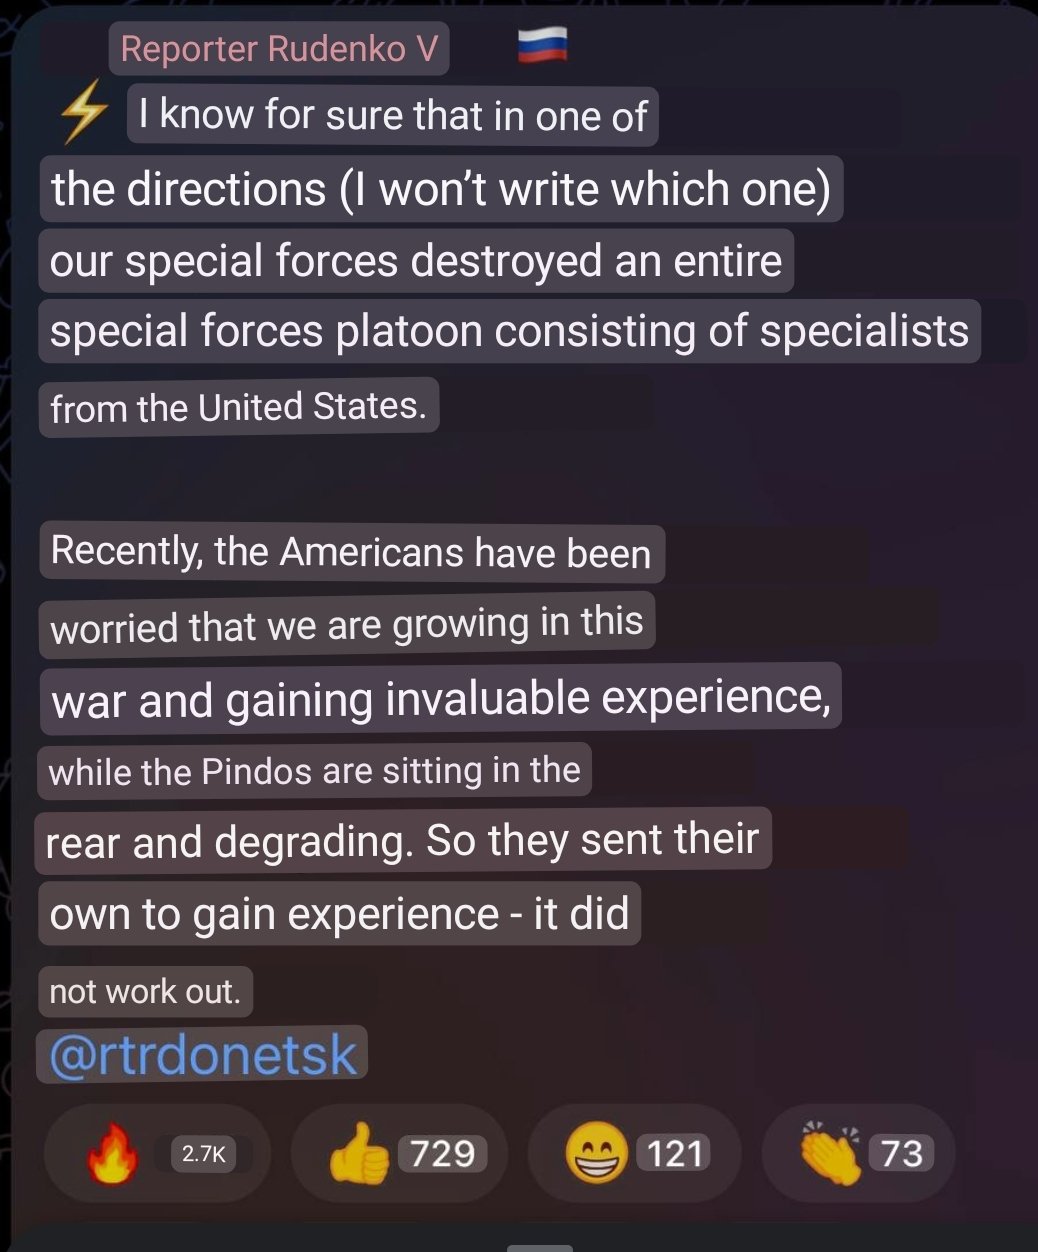 Reporter Rudenko V
I know for sure that in one of
the directions (I won't write which one)
our special forces destroyed an entire
special forces platoon consisting of specialists
from the United States.
Recently, the Americans have been
worried that we are growing in this
war and gaining invaluable experience,
while the Pindos are sitting in the
rear and degrading. So they sent their
own to gain experience - it did
not work out.
@rtrdonetsk
2.7K 729 121 73